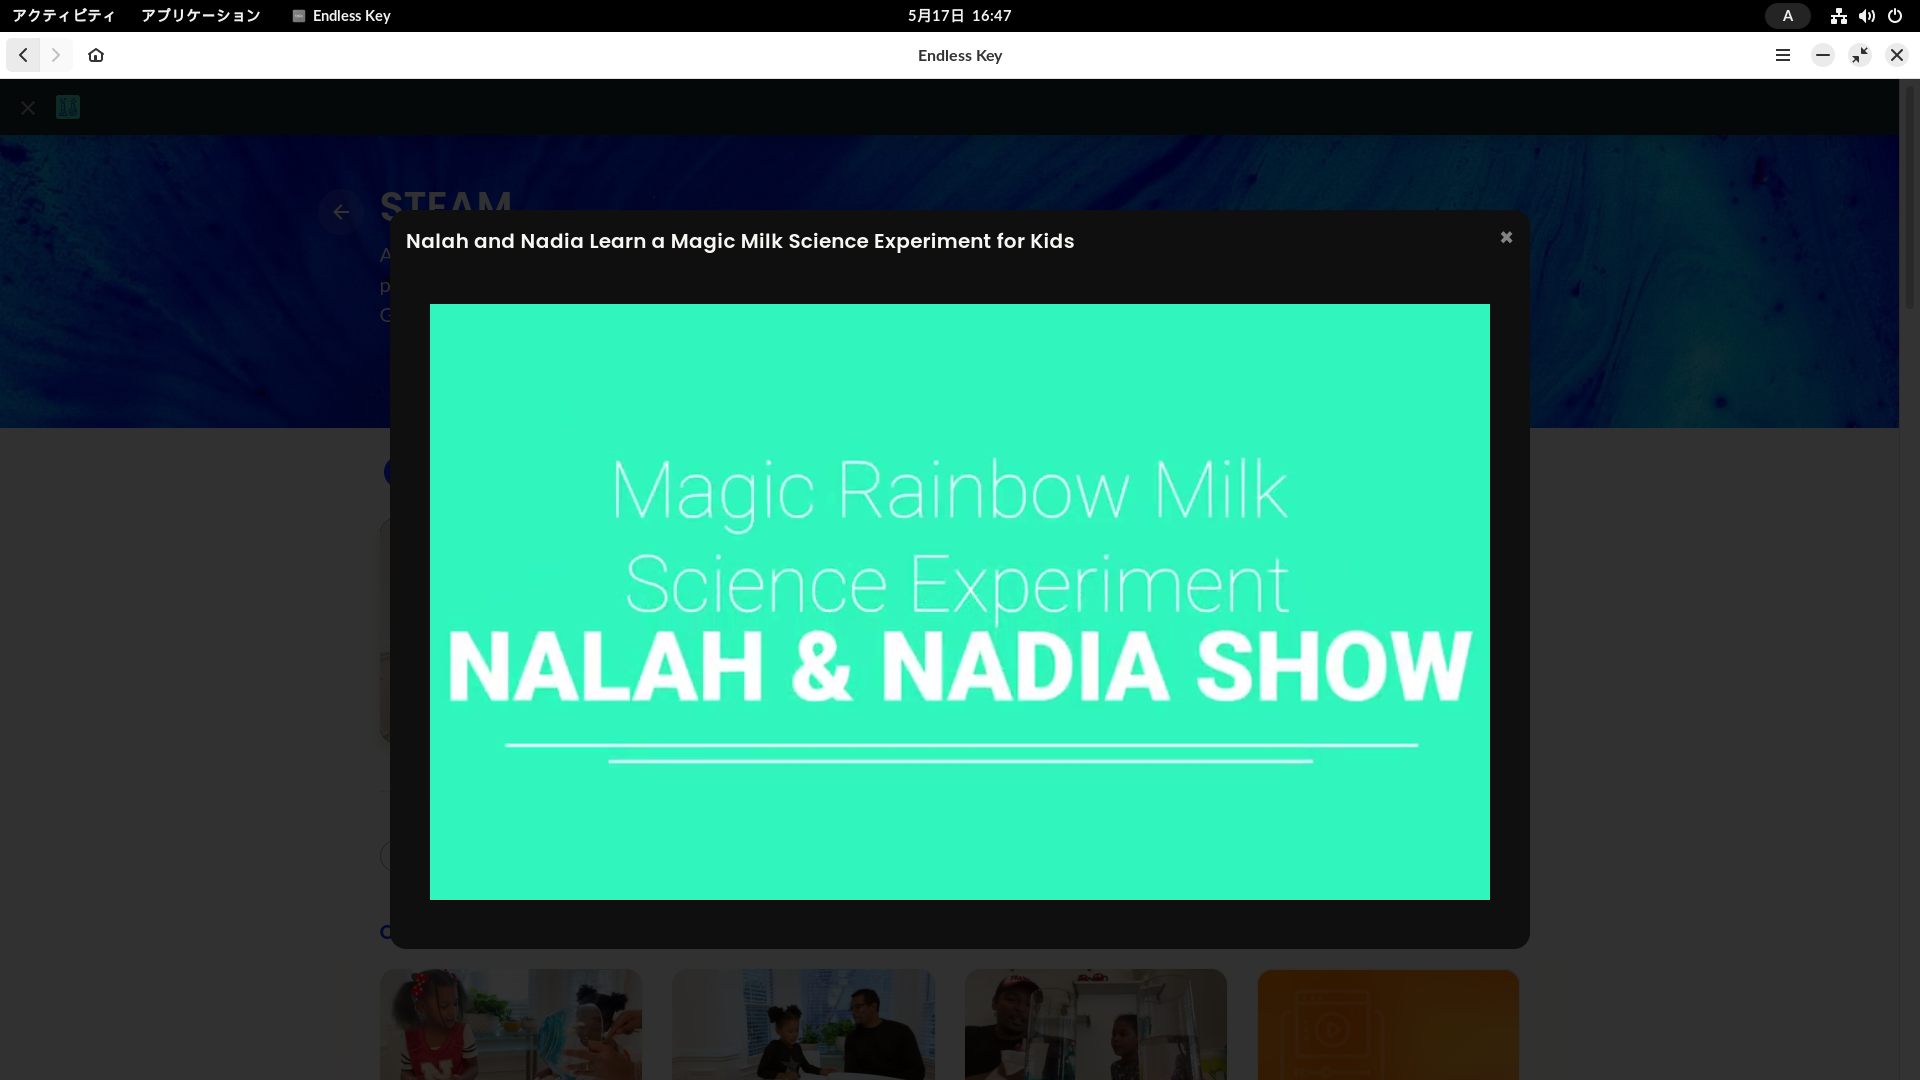 アクティビティ
アプリケーション
Endless Key
5月17日 16:47
A
Endless Key
STEAM
Nalah and Nadia Learn a Magic Milk Science Experiment for Kids
Magic Rainbow Milk
Science Experiment
NALAH & NADIA SHOW